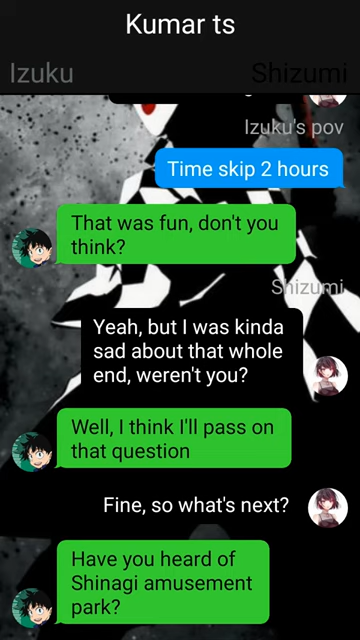 Kumar ts
Izuku
Shizumi
Izuku's pov
Time skip 2 hours
That was fun, don't you
think?
Shizumi
Yeah, but I was kinda
sad about that whole
end, weren't you?
Well, I think I'll pass on
that question
Fine, so what's next?
Have you heard of
Shinagi amusement
park?